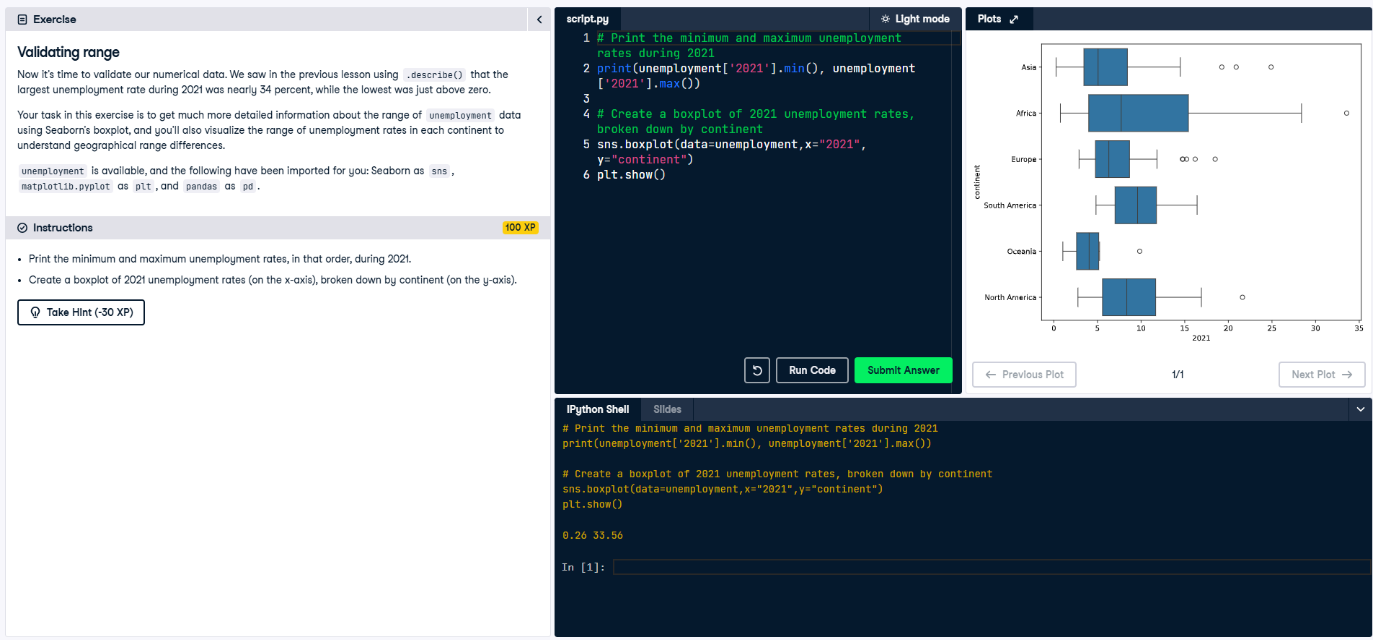 Exercise
Validating range
Now it's time to validate our numerical data. We saw in the previous lesson using .describe() that the
largest unemployment rate during 2021 was nearly 34 percent, while the lowest was just above zero.
Your task in this exercise is to get much more detailed information about the range of unemployment data
using Seaborn's boxplot, and you'll also visualize the range of unemployment rates in each continent to
understand geographical range differences.
unemployment is available, and the following have been imported for you: Seaborn as sns,
matplotlib.pyplot as plt, and pandas as pd.
Instructions
100 XP
• Print the minimum and maximum unemployment rates, in that order, during 2021.
• Create a boxplot of 2021 unemployment rates (on the x-axis), broken down by continent (on the y-axis).
Take Hint (-30 XP)
script.py
Light mode
1 # Print the minimum and maximum unemployment
rates during 2021
2 print(unemployment['2021'].min(), unemployment
['2021'].max())
3
4 # Create a boxplot of 2021 unemployment rates,
broken down by continent
5 sns.boxplot(data=unemployment,x="2021",
y="continent")
6 plt.show()
Run Code
Submit Answer
Plots
Asia
Africa
Europe
South America
Oceania
North America
continent
0 5 10 15 20 25 30 35
2021
← Previous Plot
1/1
Next Plot →
IPython Shell
Slides
# Print the minimum and maximum unemployment rates during 2021
print(unemployment['2021'].min(), unemployment['2021'].max())
# Create a boxplot of 2021 unemployment rates, broken down by continent
sns.boxplot(data=unemployment,x="2021",y="continent")
plt.show()
0.26 33.56
In [1]: